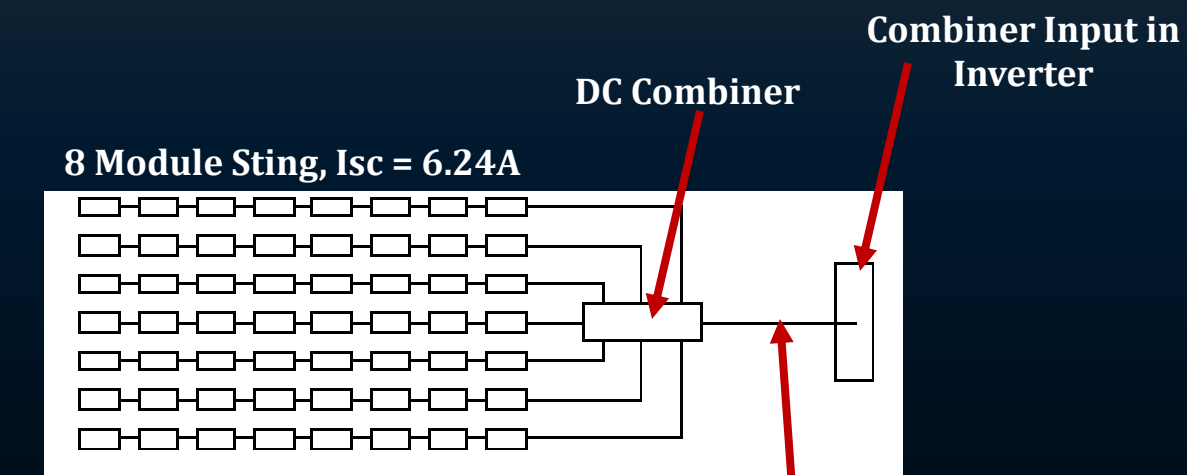 Combiner Input in
Inverter
DC Combiner
8 Module Sting, Isc = 6.24A